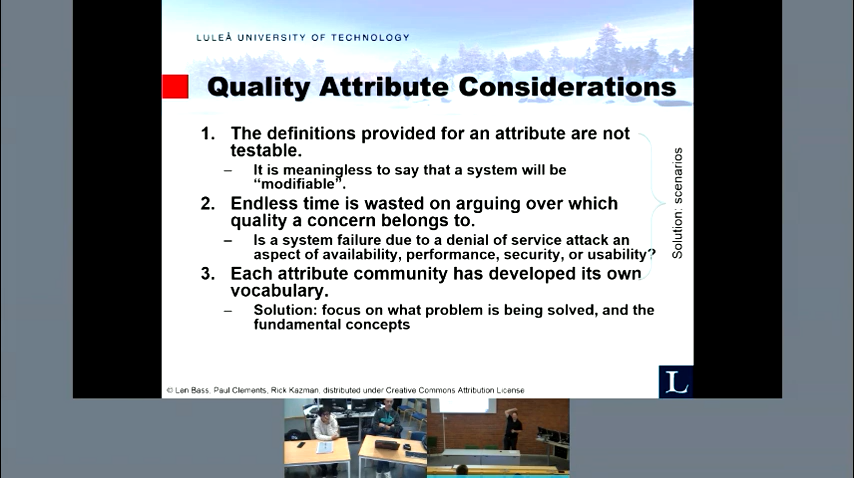 LULEÅ UNIVERSITY OF TECHNOLOGY
Quality Attribute Considerations
1. The definitions provided for an attribute are not
testable.
– It is meaningless to say that a system will be
“modifiable”.
2. Endless time is wasted on arguing over which
quality a concern belongs to.
– Is a system failure due to a denial of service attack an
aspect of availability, performance, security, or usability?
3. Each attribute community has developed its own
vocabulary.
– Solution: focus on what problem is being solved, and the
fundamental concepts
Solution: scenarios
© Len Bass, Paul Clements, Rick Kazman, distributed under Creative Commons Attribution License
L